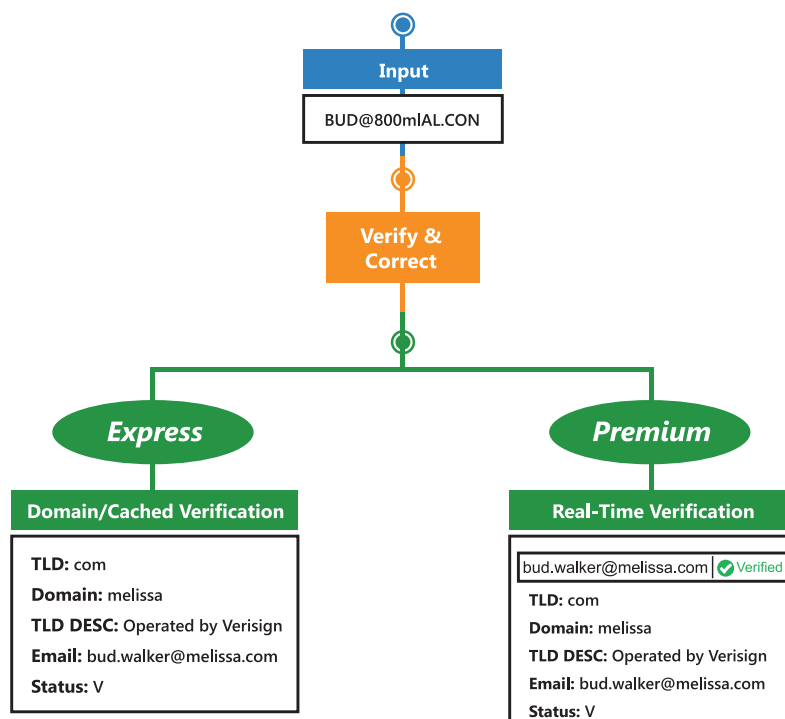 Input
BUD@800mlAL.CON
Verify &
Correct
Express
Premium
Domain/Cached Verification
TLD: com
Domain: melissa
TLD DESC: Operated by Verisign
Email: bud.walker@melissa.com
Status: V
Real-Time Verification
bud.walker@melissa.com Verified
TLD: com
Domain: melissa
TLD DESC: Operated by Verisign
Email: bud.walker@melissa.com
Status: V